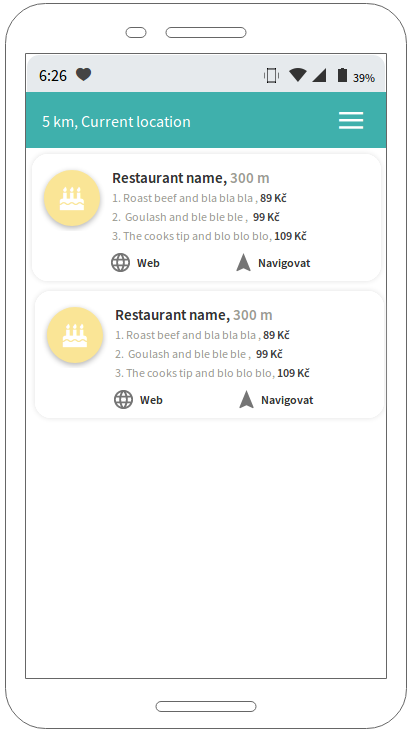 6:26 39%
5 km, Current location
Restaurant name, 300 m
1. Roast beef and bla bla bla , 89 Kč
2. Goulash and ble ble ble , 99 Kč
3. The cooks tip and blo blo blo, 109 Kč
Web Navigovat
Restaurant name, 300 m
1. Roast beef and bla bla bla , 89 Kč
2. Goulash and ble ble ble , 99 Kč
3. The cooks tip and blo blo blo, 109 Kč
Web Navigovat